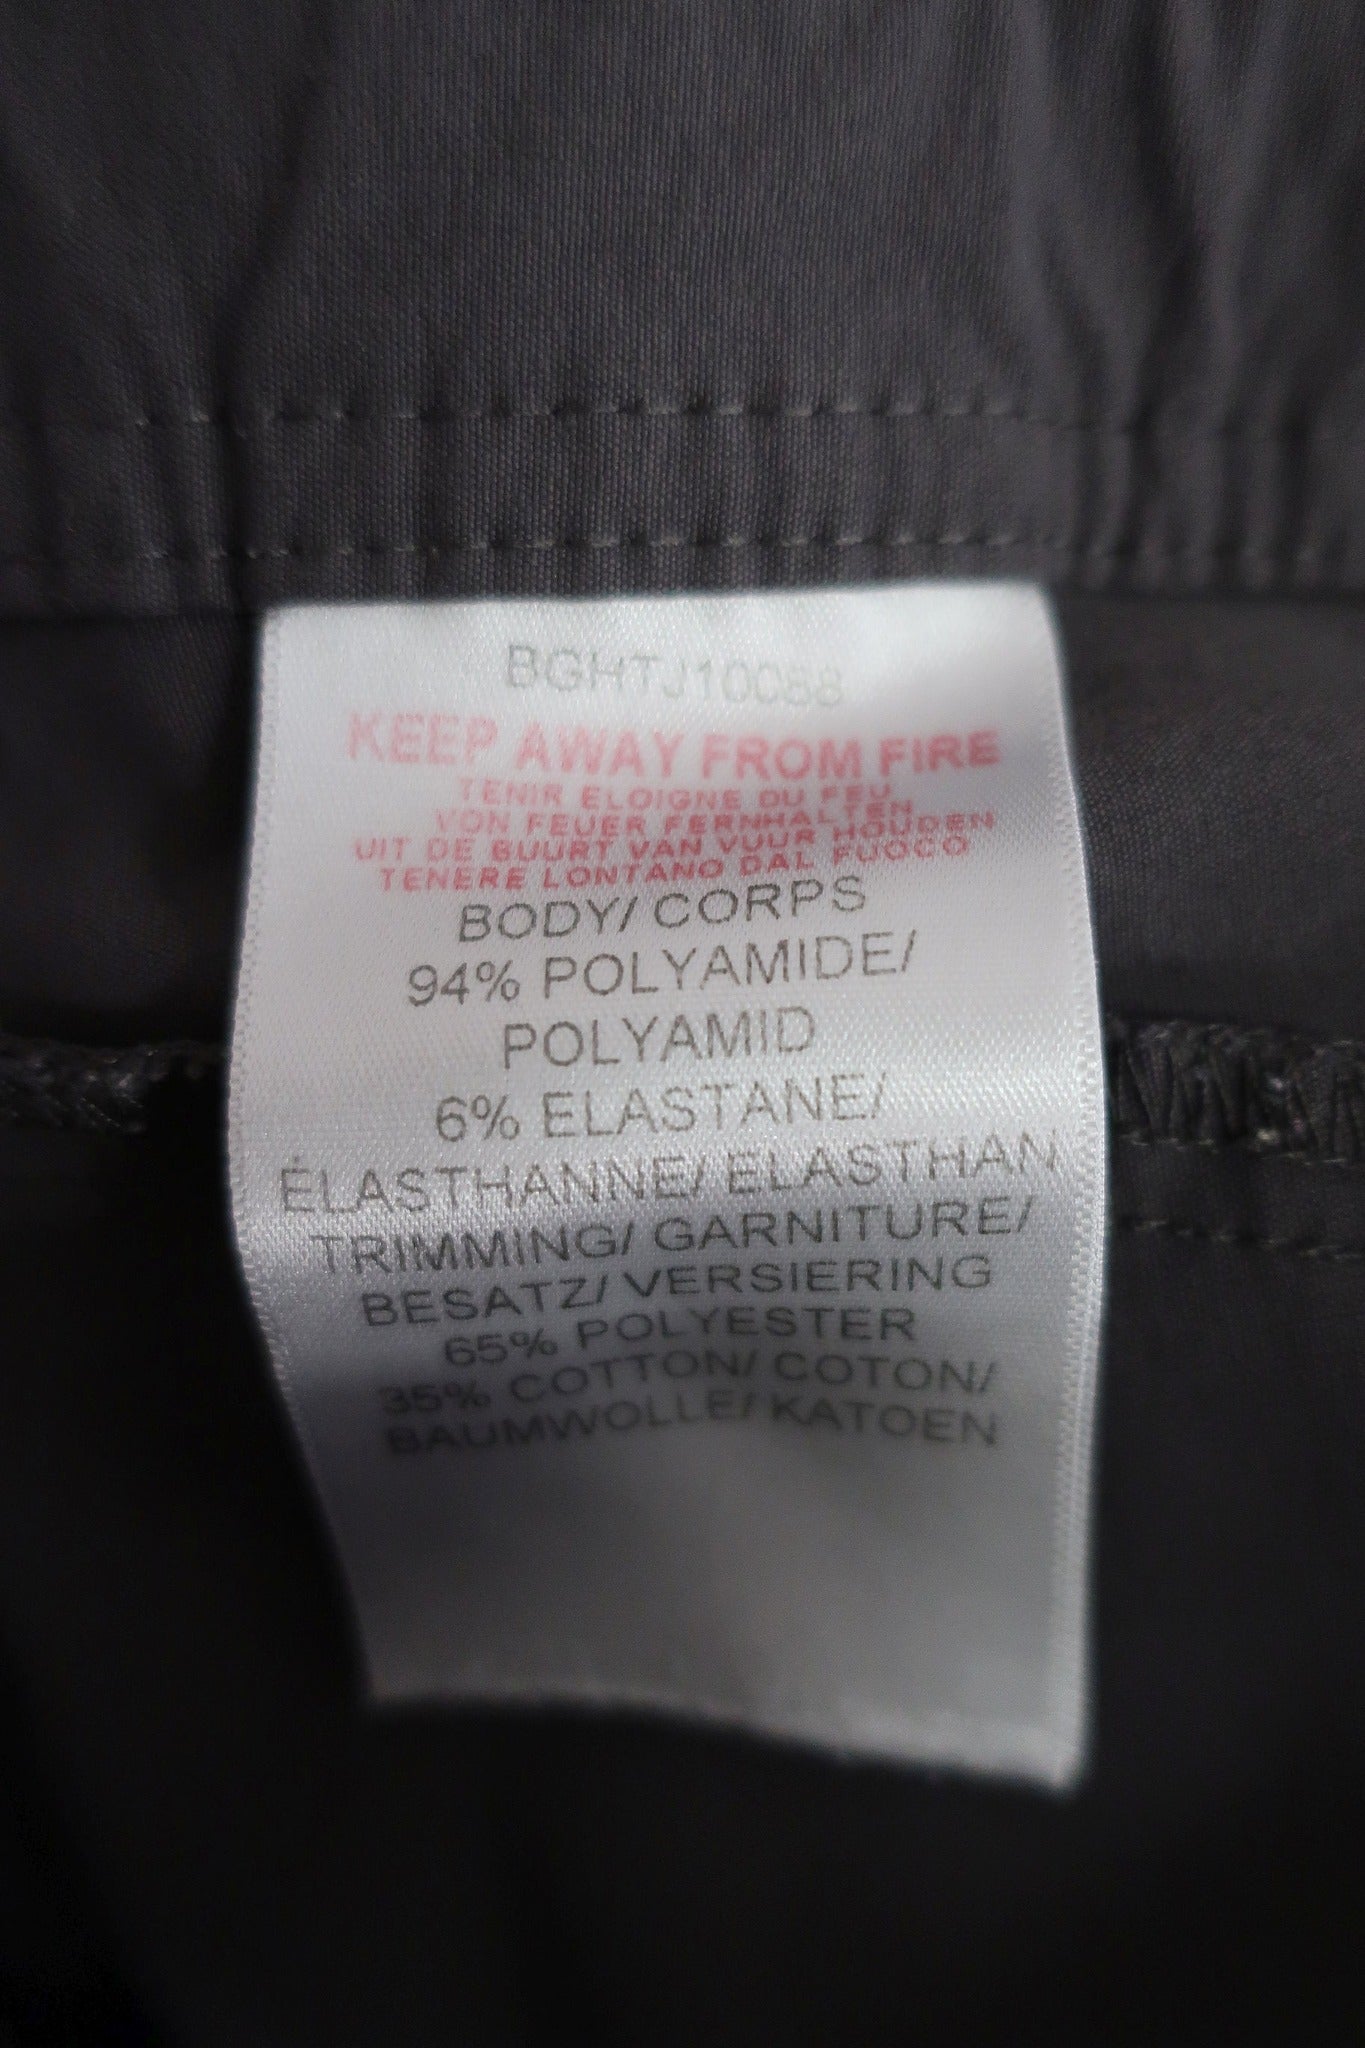 BGHTJ10088
KEEP AWAY FROM FIRE
TENIR ELOIGNE DU FEU
VON FEUER FERNHALTEN
UIT DE BUURT VAN VUUR HOUDEN
TENERE LONTANO DAL FUOCO
BODY/ CORPS
94% POLYAMIDE/
POLYAMID
6% ELASTANE/
ÉLASTHANNE/ ELASTHAN
TRIMMING/ GARNITURE/
BESATZ/ VERSIERING
65% POLYESTER
35% COTTON/ COTON/
BAUMWOLLE/ KATOEN